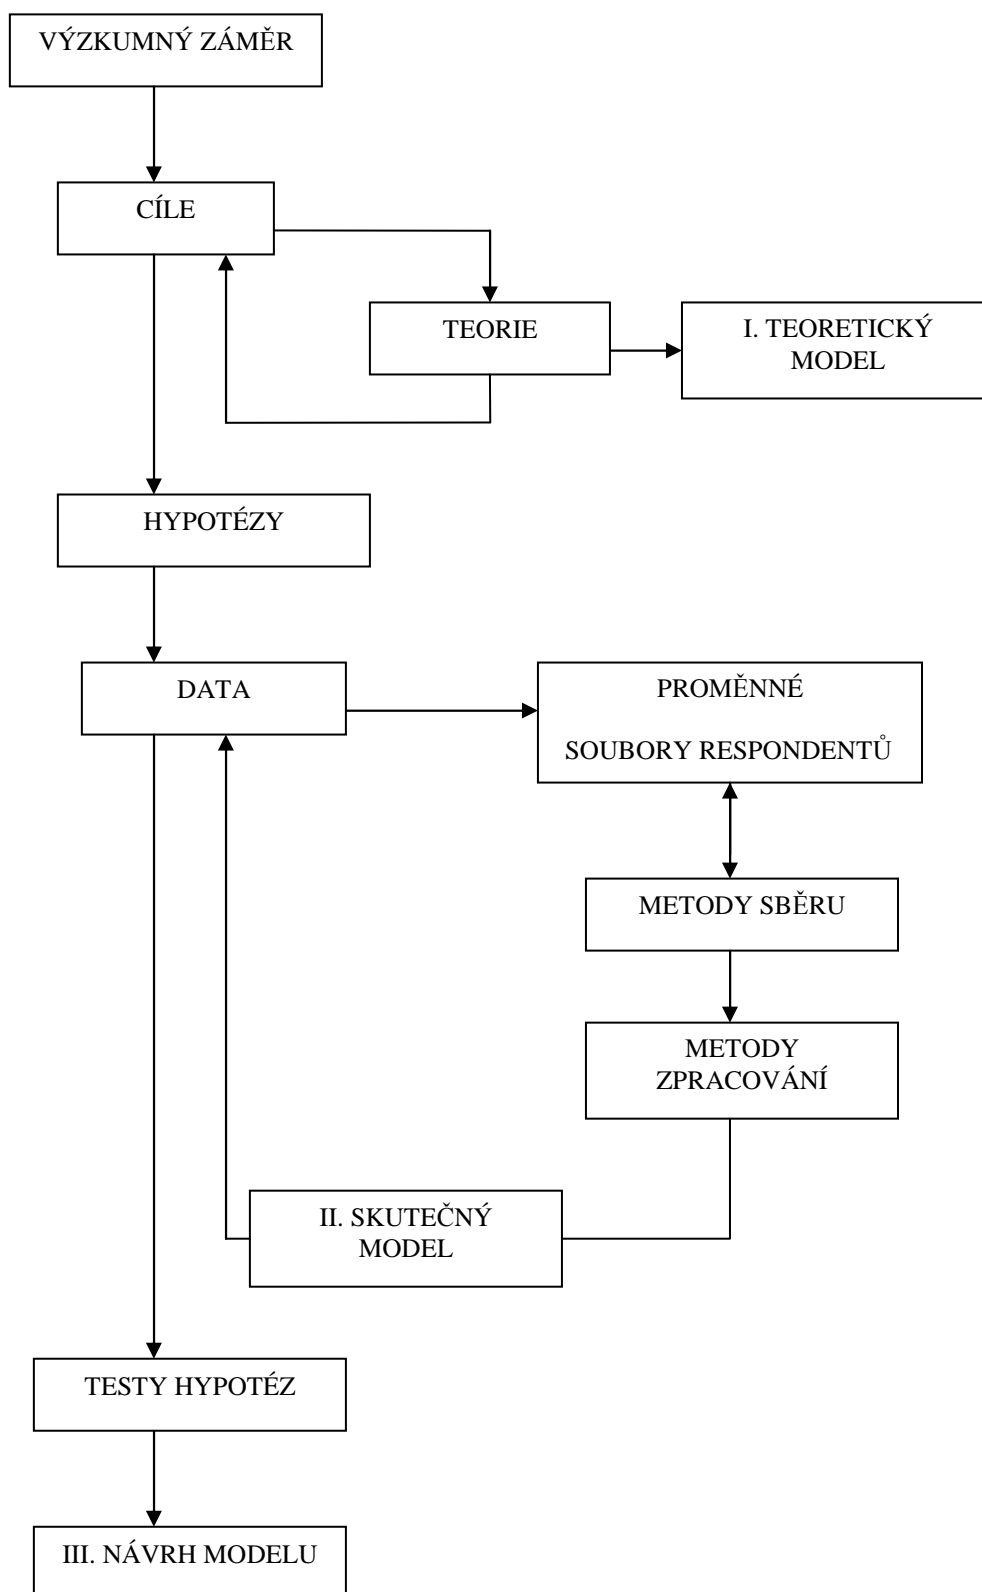 VÝZKUMNÝ ZÁMĚR
CÍLE
TEORIE
I. TEORETICKÝ
MODEL
HYPOTÉZY
DATA
PROMĚNNÉ
SOUBORY RESPONDENTŮ
METODY SBĚRU
METODY
ZPRACOVÁNÍ
II. SKUTEČNÝ
MODEL
TESTY HYPOTÉZ
III. NÁVRH MODELU